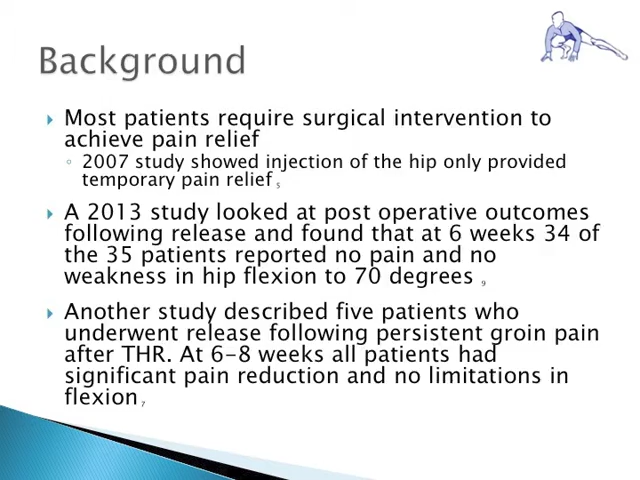 Background
Most patients require surgical intervention to
achieve pain relief
2007 study showed injection of the hip only provided
temporary pain relief 5
A 2013 study looked at post operative outcomes
following release and found that at 6 weeks 34 of
the 35 patients reported no pain and no
weakness in hip flexion to 70 degrees 9
Another study described five patients who
underwent release following persistent groin pain
after THR. At 6-8 weeks all patients had
significant pain reduction and no limitations in
flexion 7